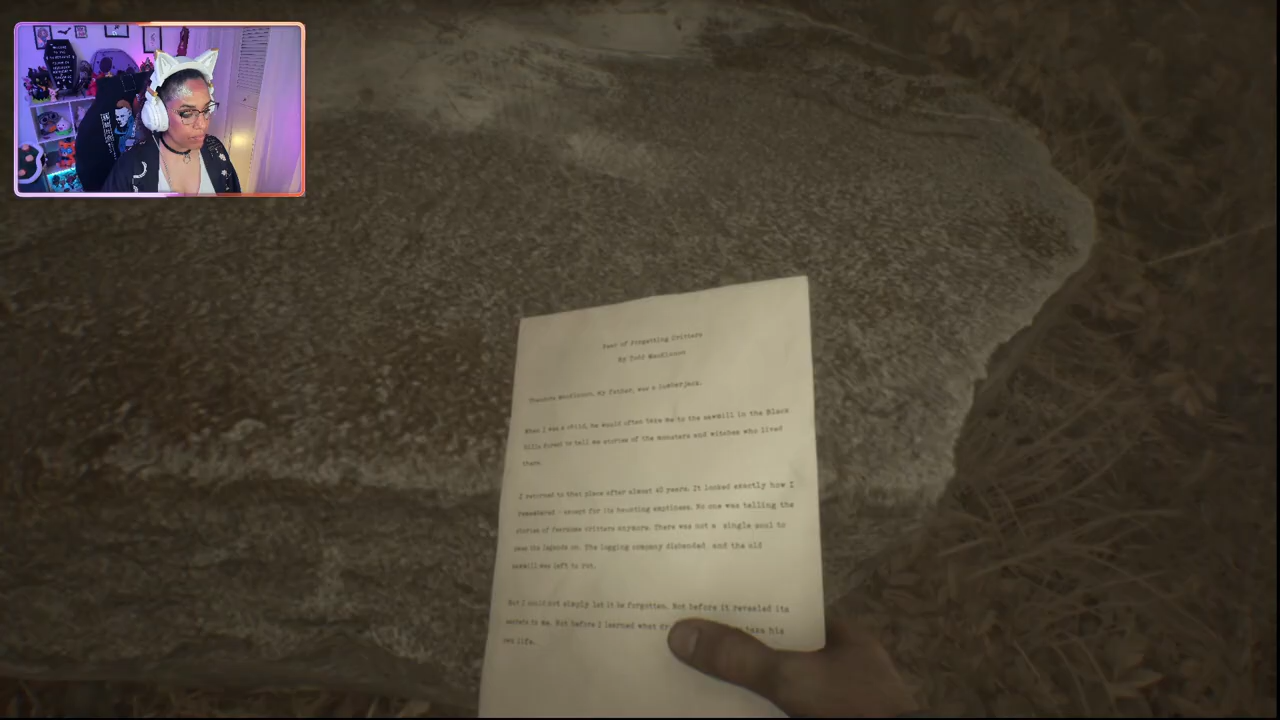 Fear of Forgetting Critters
By Todd
Theodore my father, was a lumberjack.
When I was a child, he would often take me to the sawmill in the Black
Hills forest to tell me stories of the monsters and witches who lived
there.
I returned to that place after almost 40 years. It looked exactly how I
remembered - except for its haunting emptiness. No one was telling the
stories of fearsome critters anymore. There was not a single soul to
pass the legends on. The logging company disbanded and the old
sawmill was left to rot.
But I could not simply let it be forgotten. Not before it revealed its
secrets to me. Not before I learned what take his
own life.